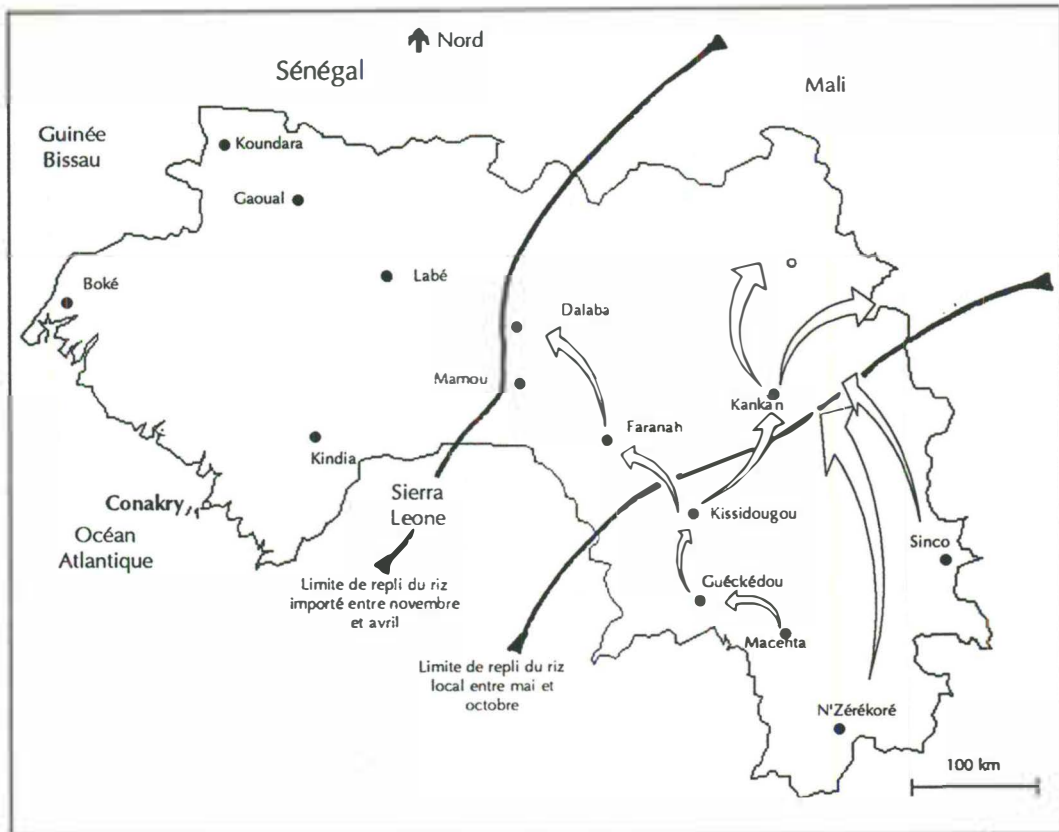 Nord
Sénégal
Mali
Guinée
Bissau
Koundara
Gaoual
Boké
Labé
Dalaba
Mamou
Kankan
Faranah
Kindia
Sierra
Leone
Conakry
Océan
Atlantique
Kissidougou
Sinco
Limite de repli du riz
importé entre novembre
et avril
Guéckédou
Macenta
Limite de repli du riz
local entre mai et
octobre
N'Zérékoré
100 km